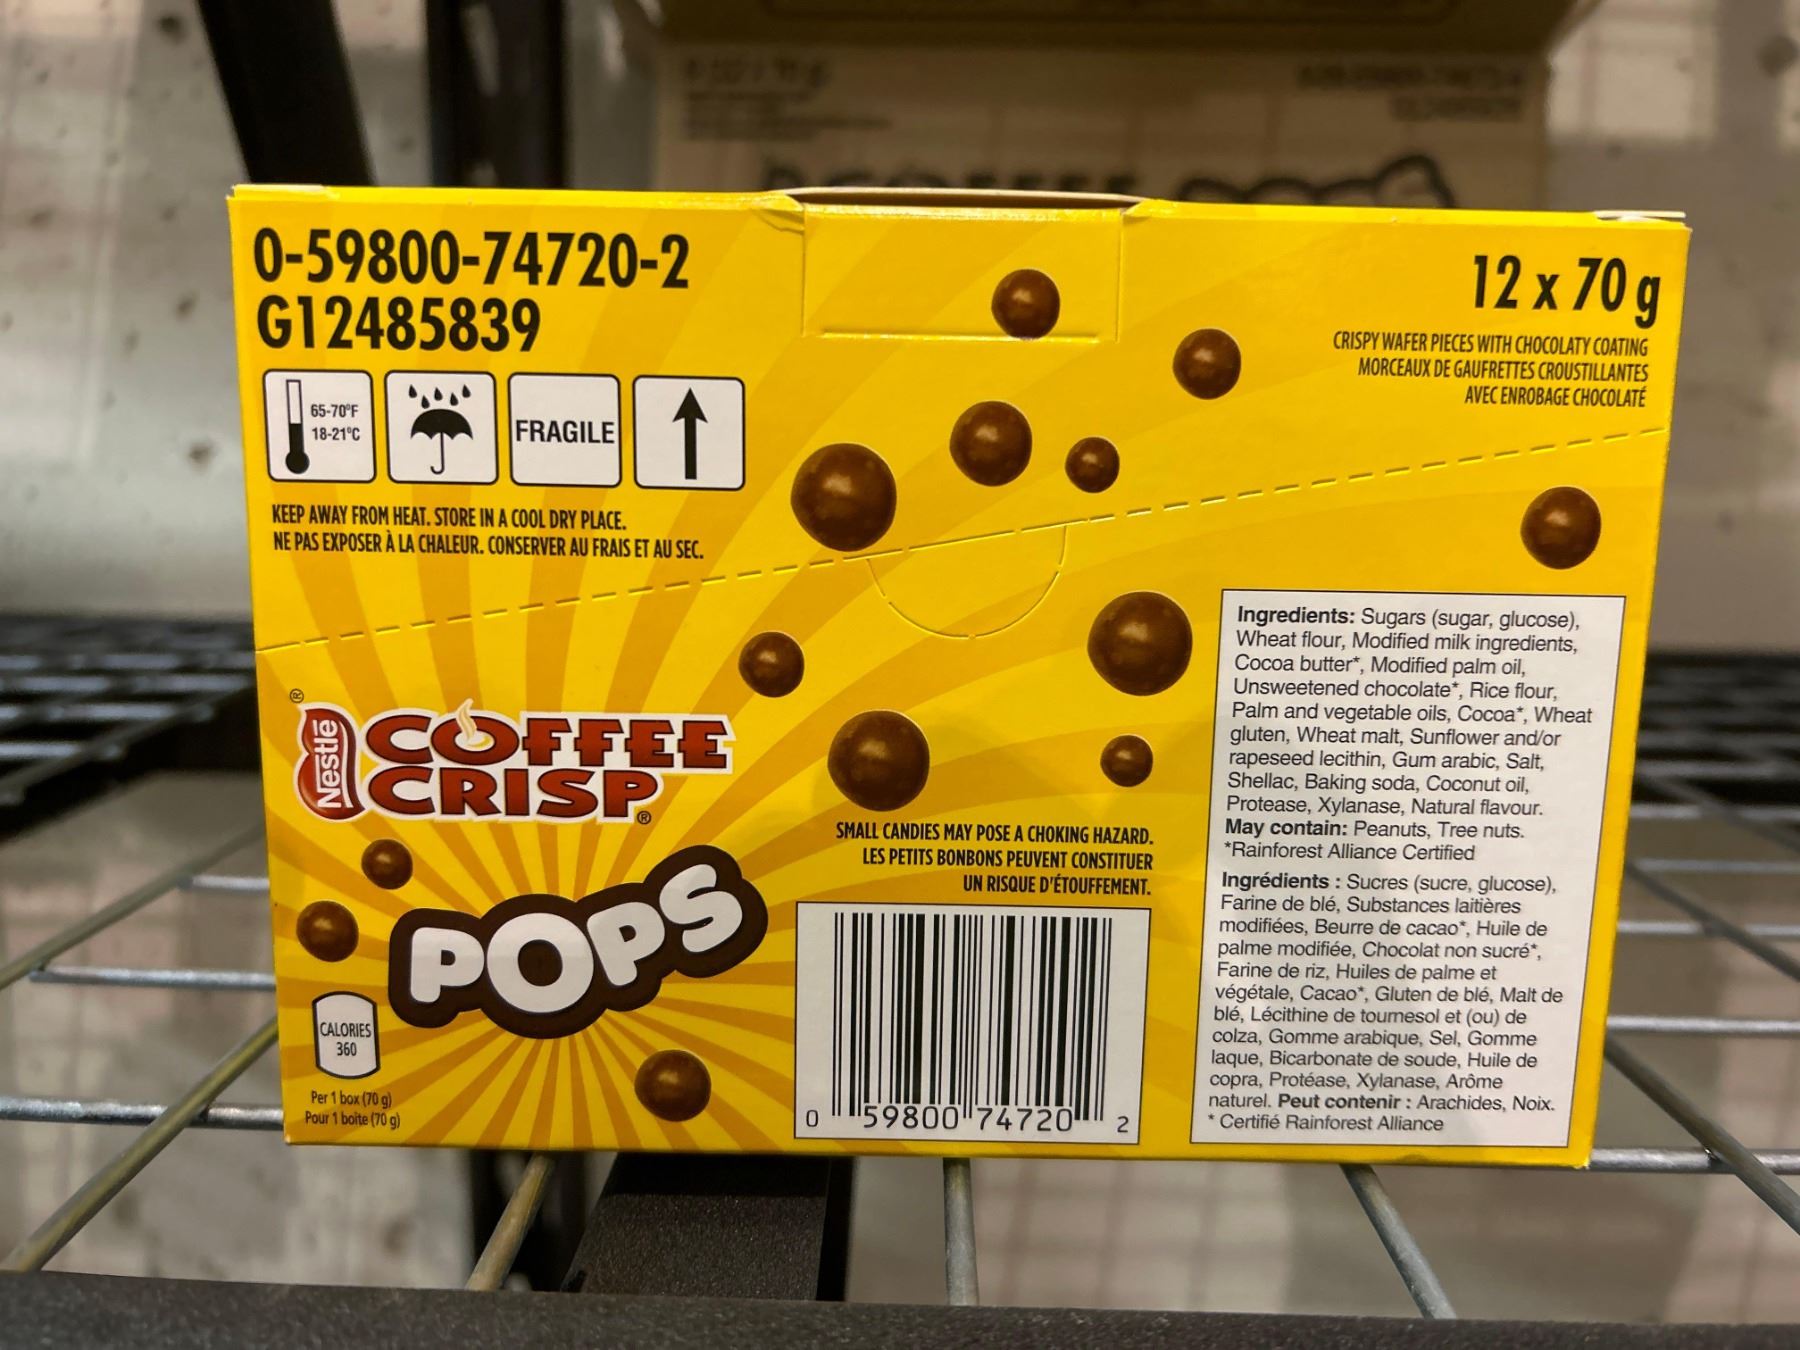 0-59800-74720-2
G12485839
65-70°F
18-21°C
FRAGILE
KEEP AWAY FROM HEAT. STORE IN A COOL DRY PLACE.
NE PAS EXPOSER À LA CHALEUR. CONSERVER AU FRAIS ET AU SEC.
12 x 70 g
CRISPY WAFER PIECES WITH CHOCOLATY COATING
MORCEAUX DE GAUFRETTES CROUSTILLANTES
AVEC ENROBAGE CHOCOLATÉ
®
Nestlé
COFFEE
CRISP®
POPS
CALORIES
360
Per 1 box (70 g)
Pour 1 boîte (70 g)
SMALL CANDIES MAY POSE A CHOKING HAZARD.
LES PETITS BONBONS PEUVENT CONSTITUER
UN RISQUE D'ÉTOUFFEMENT.
0 59800 74720 2
Ingredients: Sugars (sugar, glucose),
Wheat flour, Modified milk ingredients,
Cocoa butter*, Modified palm oil,
Unsweetened chocolate*, Rice flour,
Palm and vegetable oils, Cocoa*, Wheat
gluten, Wheat malt, Sunflower and/or
rapeseed lecithin, Gum arabic, Salt,
Shellac, Baking soda, Coconut oil,
Protease, Xylanase, Natural flavour.
May contain: Peanuts, Tree nuts.
*Rainforest Alliance Certified
Ingrédients : Sucres (sucre, glucose),
Farine de blé, Substances laitières
modifiées, Beurre de cacao*, Huile de
palme modifiée, Chocolat non sucré*,
Farine de riz, Huiles de palme et
végétale, Cacao*, Gluten de blé, Malt de
blé, Lécithine de tournesol et (ou) de
colza, Gomme arabique, Sel, Gomme
laque, Bicarbonate de soude, Huile de
copra, Protéase, Xylanase, Arôme
naturel. Peut contenir : Arachides, Noix.
* Certifié Rainforest Alliance